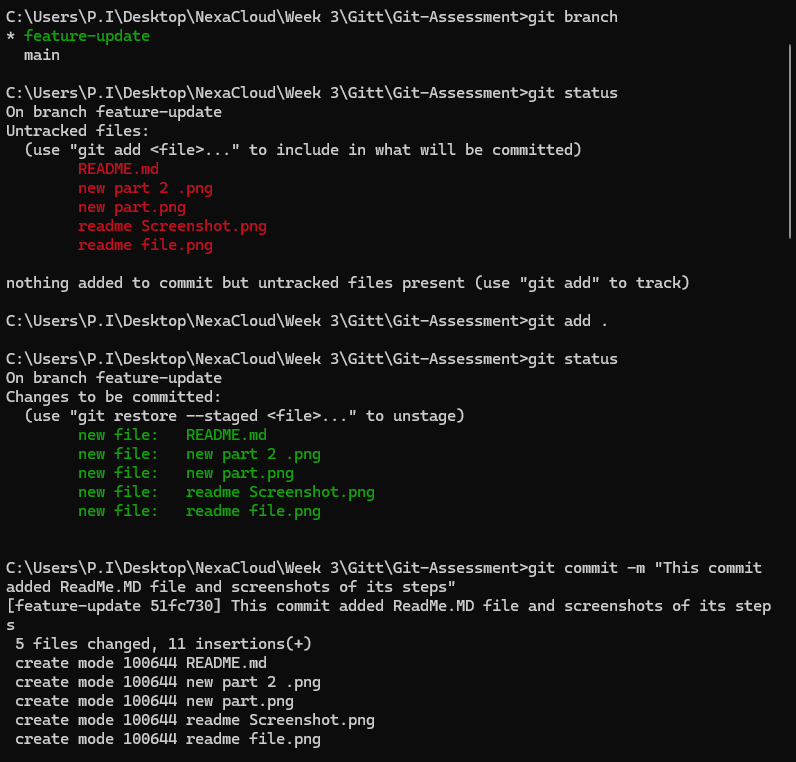 C:\Users\P.I\Desktop\NexaCloud\Week 3\Gitt\Git-Assessment>git branch
* feature-update
  main
C:\Users\P.I\Desktop\NexaCloud\Week 3\Gitt\Git-Assessment>git status
On branch feature-update
Untracked files:
  (use "git add <file>..." to include in what will be committed)
        README.md
        new part 2 .png
        new part.png
        readme Screenshot.png
        readme file.png
nothing added to commit but untracked files present (use "git add" to track)
C:\Users\P.I\Desktop\NexaCloud\Week 3\Gitt\Git-Assessment>git add .
C:\Users\P.I\Desktop\NexaCloud\Week 3\Gitt\Git-Assessment>git status
On branch feature-update
Changes to be committed:
  (use "git restore --staged <file>..." to unstage)
        new file:   README.md
        new file:   new part 2 .png
        new file:   new part.png
        new file:   readme Screenshot.png
        new file:   readme file.png
C:\Users\P.I\Desktop\NexaCloud\Week 3\Gitt\Git-Assessment>git commit -m "This commit
added ReadMe.MD file and screenshots of its steps"
[feature-update 51fc730] This commit added ReadMe.MD file and screenshots of its step
s
 5 files changed, 11 insertions(+)
 create mode 100644 README.md
 create mode 100644 new part 2 .png
 create mode 100644 new part.png
 create mode 100644 readme Screenshot.png
 create mode 100644 readme file.png